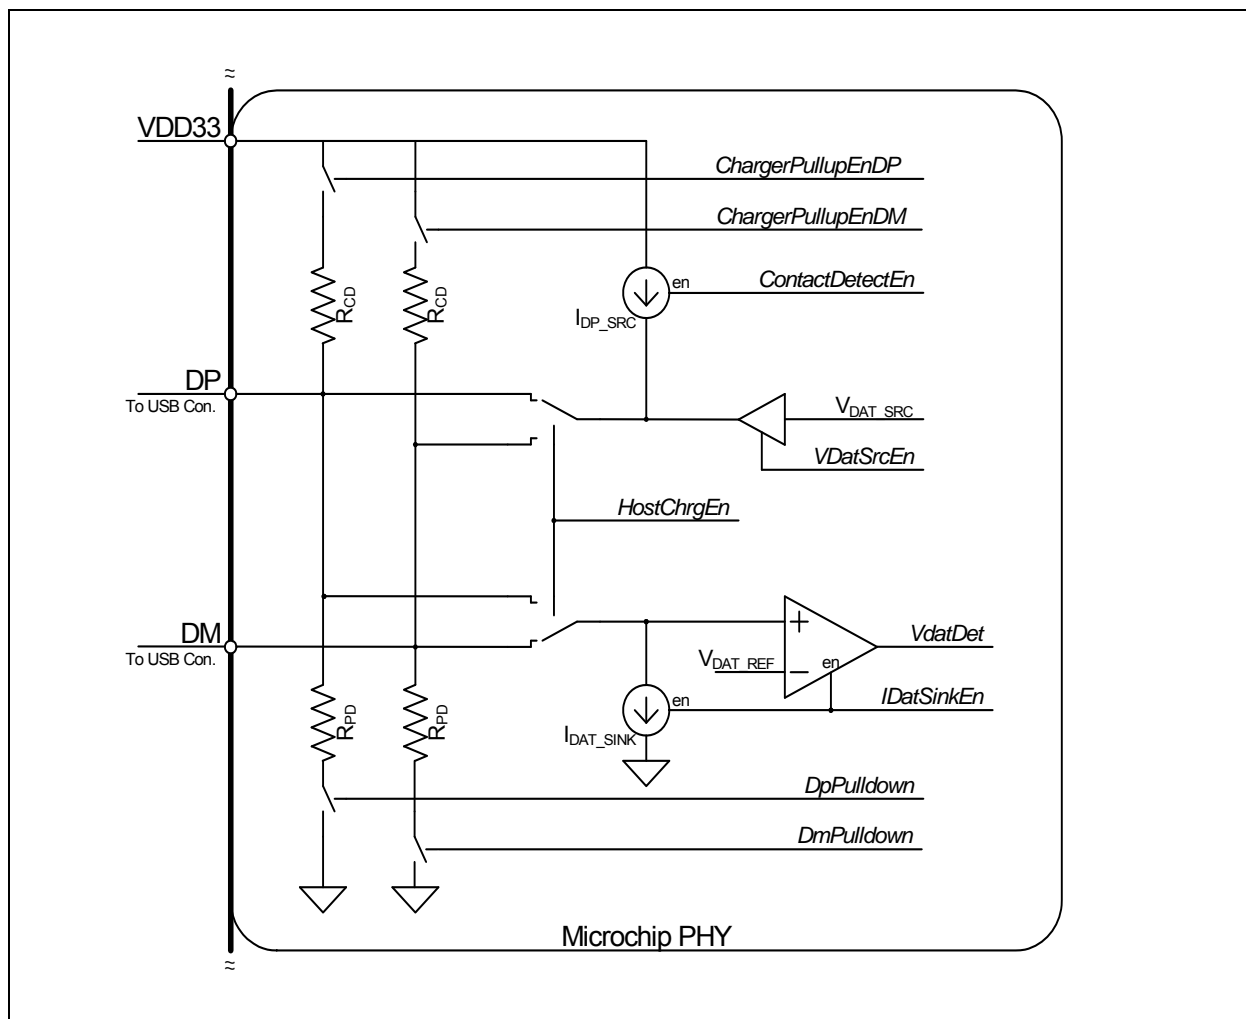 ≈
VDD33
ChargerPullupEnDP
ChargerPullupEnDM
en
ContactDetectEn
RCD
RCD
IDP_SRC
DP
To USB Con.
VDAT_SRC
VDatSrcEn
HostChrgEn
DM
To USB Con.
+
VdatDet
VDAT_REF
−
en
en
IDatSinkEn
RPD
RPD
IDAT_SINK
DpPulldown
DmPulldown
Microchip PHY
≈